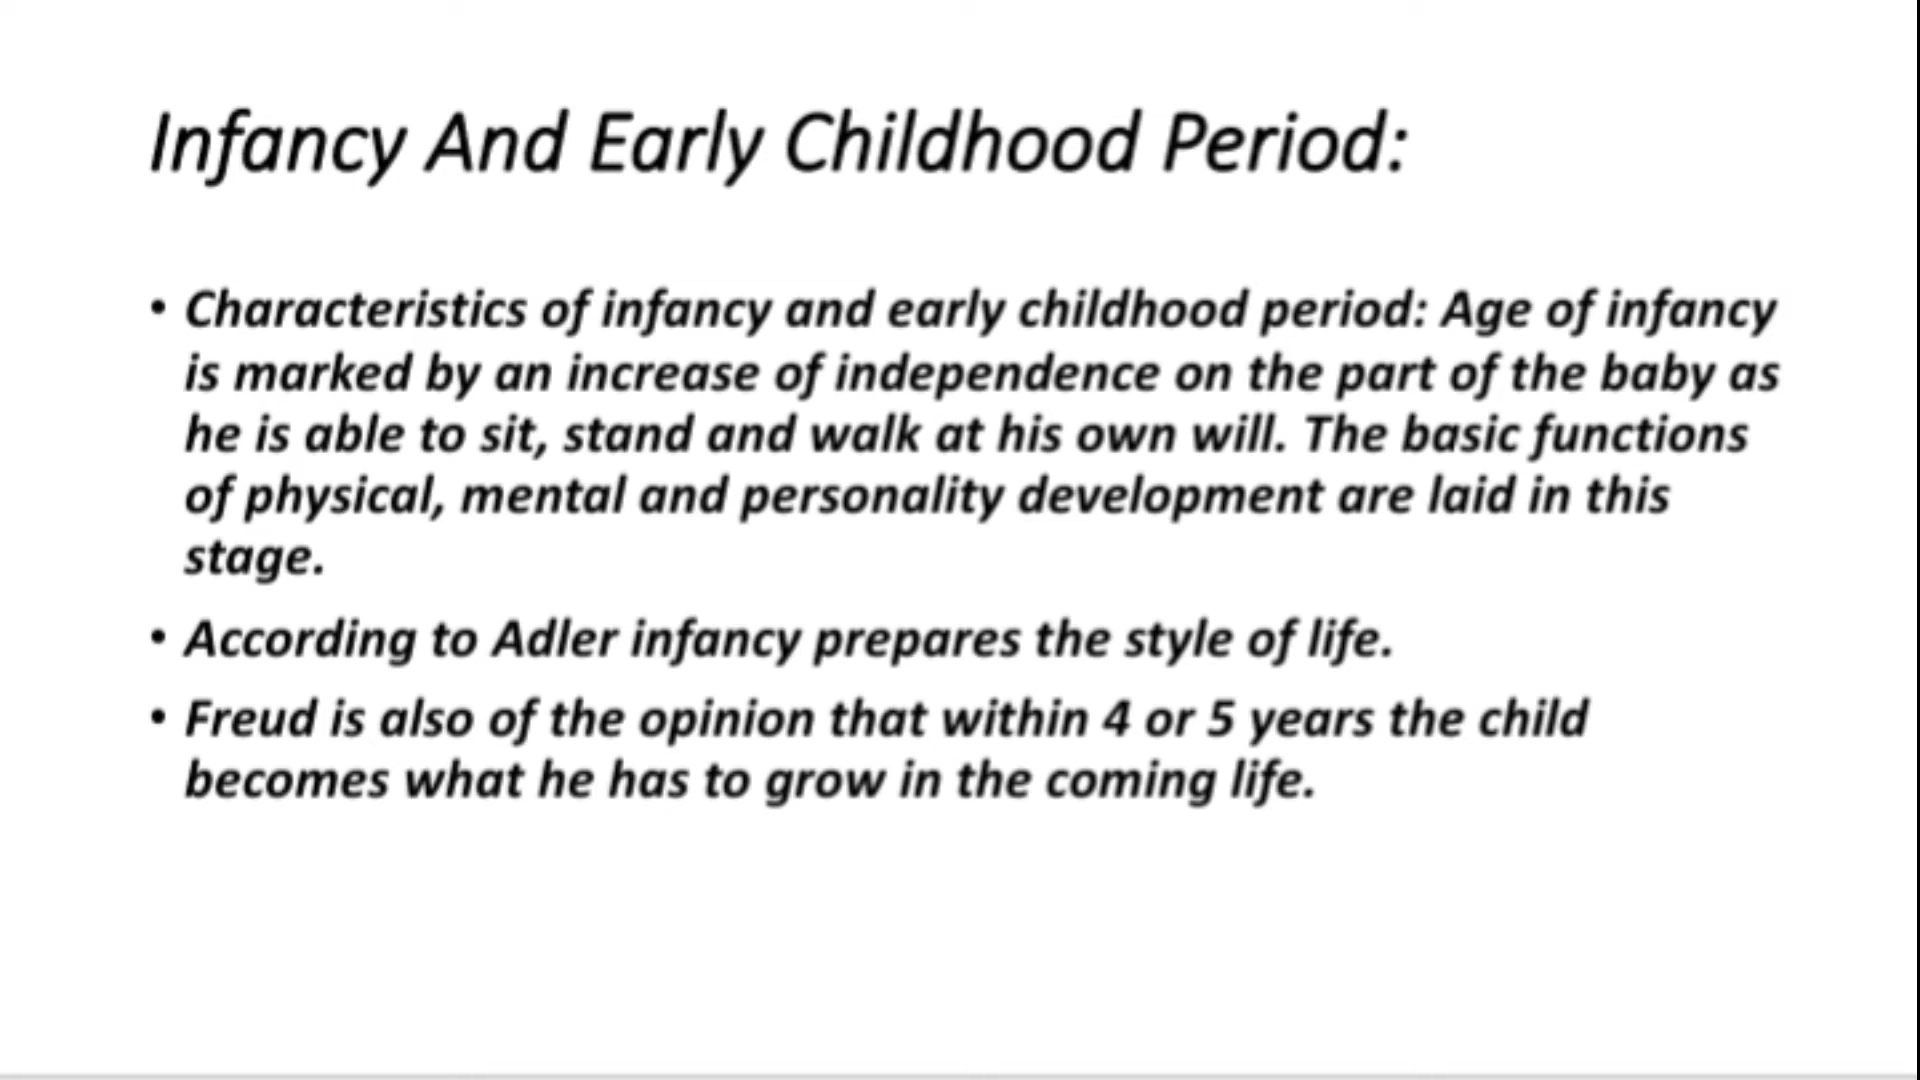 Infancy And Early Childhood Period:
• Characteristics of infancy and early childhood period: Age of infancy
is marked by an increase of independence on the part of the baby as
he is able to sit, stand and walk at his own will. The basic functions
of physical, mental and personality development are laid in this
stage.
• According to Adler infancy prepares the style of life.
• Freud is also of the opinion that within 4 or 5 years the child
becomes what he has to grow in the coming life.